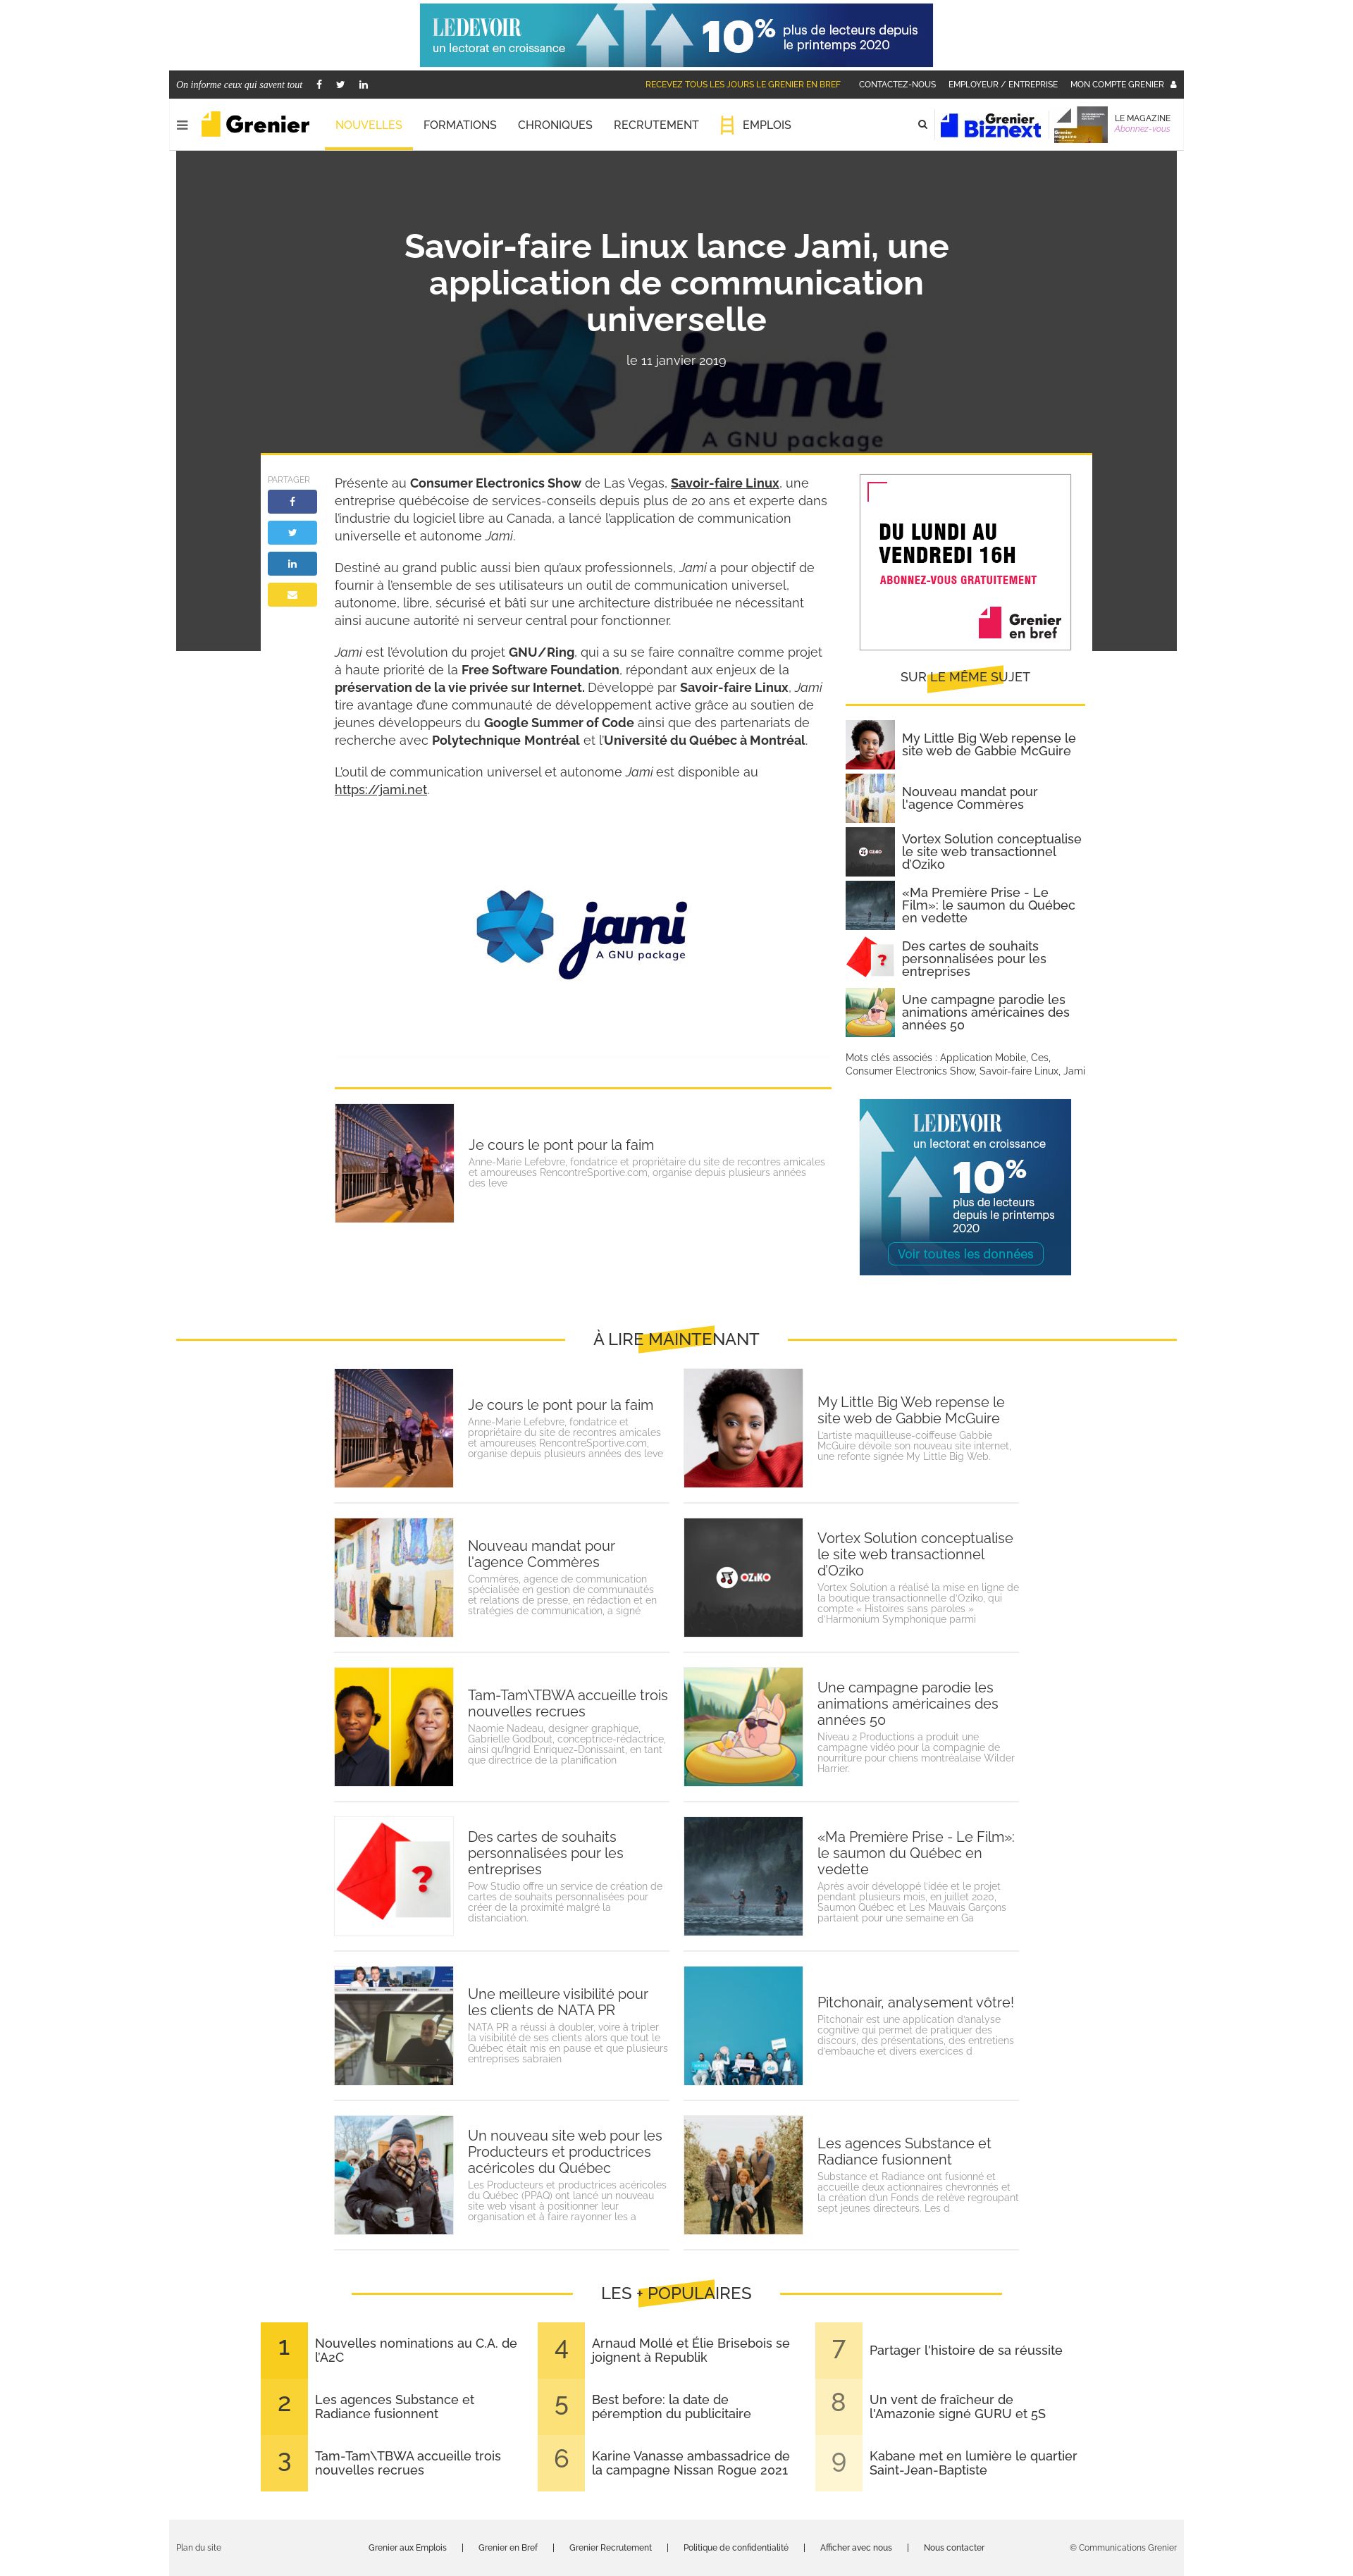 LE DEVOIR
un lectorat en croissance
10% plus de lecteurs depuis
le printemps 2020
On informe ceux qui savent tout
RECEVEZ TOUS LES JOURS LE GRENIER EN BREF CONTACTEZ-NOUS EMPLOYEUR / ENTREPRISE MON COMPTE GRENIER
Grenier NOUVELLES FORMATIONS CHRONIQUES RECRUTEMENT EMPLOIS
Grenier
Biznext
LE MAGAZINE
Abonnez-vous
Savoir-faire Linux lance Jami, une
application de communication
universelle
le 11 janvier 2019
jami
A GNU package
PARTAGER
Présente au Consumer Electronics Show de Las Vegas, Savoir-faire Linux, une
entreprise québécoise de services-conseils depuis plus de 20 ans et experte dans
l'industrie du logiciel libre au Canada, a lancé l'application de communication
universelle et autonome Jami.
Destiné au grand public aussi bien qu'aux professionnels, Jami a pour objectif de
fournir à l'ensemble de ses utilisateurs un outil de communication universel,
autonome, libre, sécurisé et bâti sur une architecture distribuée ne nécessitant
ainsi aucune autorité ni serveur central pour fonctionner.
Jami est l'évolution du projet GNU/Ring, qui a su se faire connaître comme projet
à haute priorité de la Free Software Foundation, répondant aux enjeux de la
préservation de la vie privée sur Internet. Développé par Savoir-faire Linux, Jami
tire avantage d'une communauté de développement active grâce au soutien de
jeunes développeurs du Google Summer of Code ainsi que des partenariats de
recherche avec Polytechnique Montréal et l'Université du Québec à Montréal.
L'outil de communication universel et autonome Jami est disponible au
https://jami.net.
jami
A GNU package
DU LUNDI AU
VENDREDI 16H
ABONNEZ-VOUS GRATUITEMENT
Grenier
en bref
SUR LE MÊME SUJET
My Little Big Web repense le
site web de Gabbie McGuire
Nouveau mandat pour
l'agence Commères
Vortex Solution conceptualise
le site web transactionnel
d'Oziko
«Ma Première Prise - Le
Film»: le saumon du Québec
en vedette
Des cartes de souhaits
personnalisées pour les
entreprises
Une campagne parodie les
animations américaines des
années 50
Mots clés associés : Application Mobile, Ces,
Consumer Electronics Show, Savoir-faire Linux, Jami
LE DEVOIR
un lectorat en croissance
10%
plus de lecteurs
depuis le printemps
2020
Voir toutes les données
Je cours le pont pour la faim
Anne-Marie Lefebvre, fondatrice et propriétaire du site de recontres amicales
et amoureuses RencontreSportive.com, organise depuis plusieurs années
des leve
À LIRE MAINTENANT
Je cours le pont pour la faim
Anne-Marie Lefebvre, fondatrice et
propriétaire du site de recontres amicales
et amoureuses RencontreSportive.com,
organise depuis plusieurs années des leve
My Little Big Web repense le
site web de Gabbie McGuire
L'artiste maquilleuse-coiffeuse Gabbie
McGuire dévoile son nouveau site internet,
une refonte signée My Little Big Web.
Nouveau mandat pour
l'agence Commères
Commères, agence de communication
spécialisée en gestion de communautés
et relations de presse, en rédaction et en
stratégies de communication, a signé
OZIKO
Vortex Solution conceptualise
le site web transactionnel
d'Oziko
Vortex Solution a réalisé la mise en ligne de
la boutique transactionnelle d'Oziko, qui
compte « Histoires sans paroles »
d'Harmonium Symphonique parmi
Tam-Tam\TBWA accueille trois
nouvelles recrues
Naomie Nadeau, designer graphique,
Gabrielle Godbout, conceptrice-rédactrice,
ainsi qu'Ingrid Enriquez-Donissaint, en tant
que directrice de la planification
Une campagne parodie les
animations américaines des
années 50
Niveau 2 Productions a produit une
campagne vidéo pour la compagnie de
nourriture pour chiens montréalaise Wilder
Harrier.
Des cartes de souhaits
personnalisées pour les
entreprises
Pow Studio offre un service de création de
cartes de souhaits personnalisées pour
créer de la proximité malgré la
distanciation.
«Ma Première Prise - Le Film»:
le saumon du Québec en
vedette
Après avoir développé l'idée et le projet
pendant plusieurs mois, en juillet 2020,
Saumon Québec et Les Mauvais Garçons
partaient pour une semaine en Ga
Une meilleure visibilité pour
les clients de NATA PR
NATA PR a réussi à doubler, voire à tripler
la visibilité de ses clients alors que tout le
Québec était mis en pause et que plusieurs
entreprises sabraien
Pitchonair, analysement vôtre!
Pitchonair est une application d'analyse
cognitive qui permet de pratiquer des
discours, des présentations, des entretiens
d'embauche et divers exercices d
Un nouveau site web pour les
Producteurs et productrices
acéricoles du Québec
Les Producteurs et productrices acéricoles
du Québec (PPAQ) ont lancé un nouveau
site web visant à positionner leur
organisation et à faire rayonner les a
Les agences Substance et
Radiance fusionnent
Substance et Radiance ont fusionné et
accueille deux actionnaires chevronnés et
la création d'un Fonds de relève regroupant
sept jeunes directeurs. Les d
LES + POPULAIRES
1 Nouvelles nominations au C.A. de
l'A2C
2 Les agences Substance et
Radiance fusionnent
3 Tam-Tam\TBWA accueille trois
nouvelles recrues
4 Arnaud Mollé et Élie Brisebois se
joignent à Republik
5 Best before: la date de
péremption du publicitaire
6 Karine Vanasse ambassadrice de
la campagne Nissan Rogue 2021
7 Partager l'histoire de sa réussite
8 Un vent de fraîcheur de
l'Amazonie signé GURU et 5S
9 Kabane met en lumière le quartier
Saint-Jean-Baptiste
Plan du site Grenier aux Emplois | Grenier en Bref | Grenier Recrutement | Politique de confidentialité | Afficher avec nous | Nous contacter © Communications Grenier